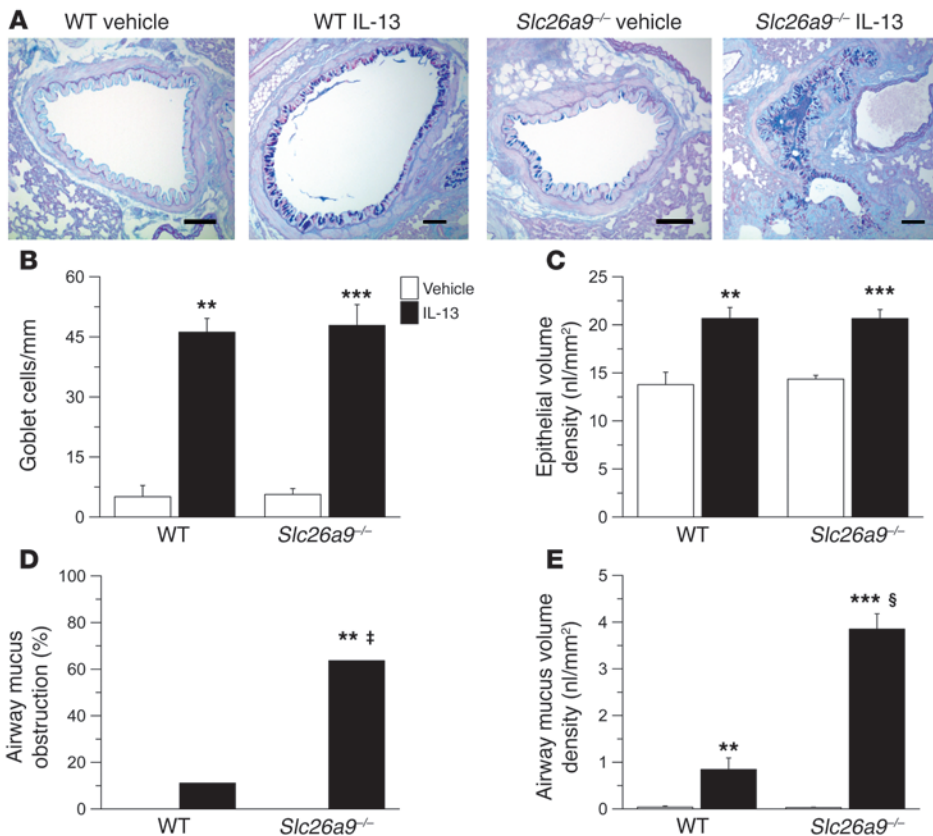 A
WT vehicle
WT IL-13
Slc26a9⁻/⁻ vehicle
Slc26a9⁻/⁻ IL-13
B
Goblet cells/mm
60
45
30
15
0
**
***
Vehicle
IL-13
WT
Slc26a9⁻/⁻
C
Epithelial volume
density (nl/mm²)
25
20
15
10
5
0
**
***
WT
Slc26a9⁻/⁻
D
Airway mucus
obstruction (%)
100
80
60
40
20
0
** ‡
WT
Slc26a9⁻/⁻
E
Airway mucus volume
density (nl/mm²)
5
4
3
2
1
0
**
*** §
WT
Slc26a9⁻/⁻